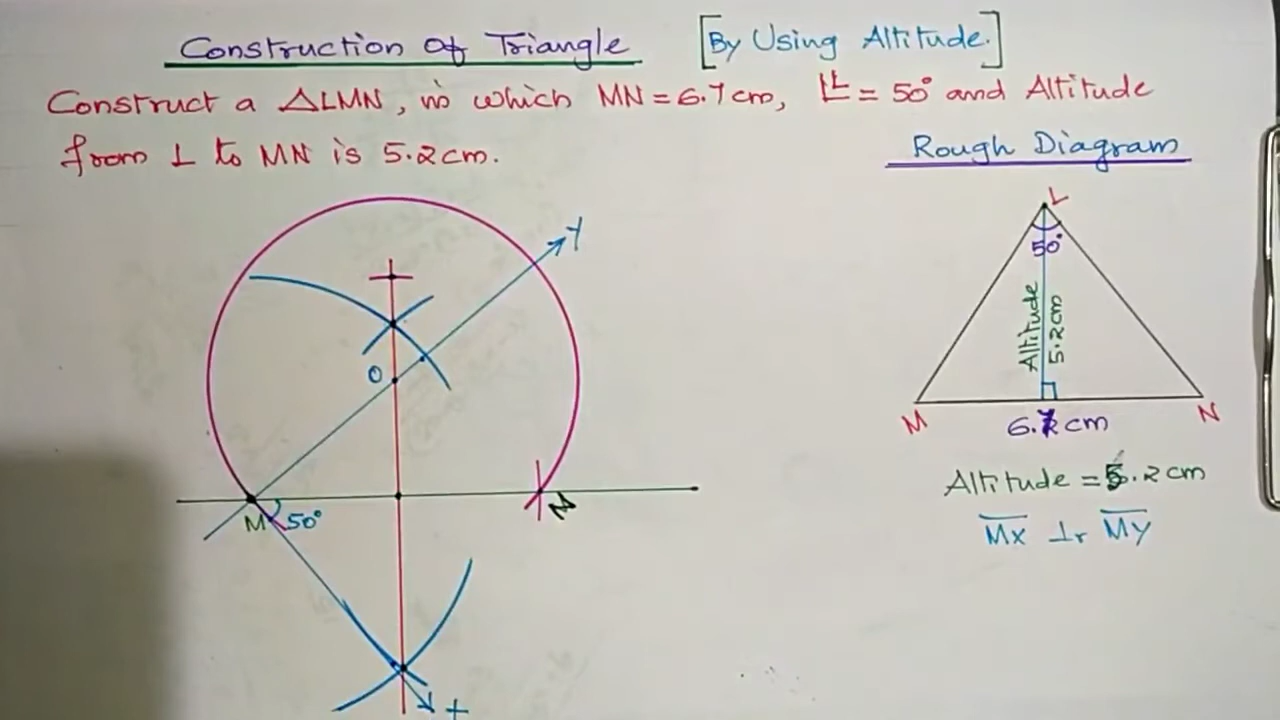 Construction Of Triangle [By Using Altitude.]
Construct a △LMN, in which MN = 6.7 cm, ∠L = 50° and Altitude
from L to MN is 5.2 cm.
Rough Diagram
L
50°
Altitude
5.2cm
M
N
6.7 cm
Altitude = 5.2 cm
MX ⊥r MY
Y
O
M
50°
N
X